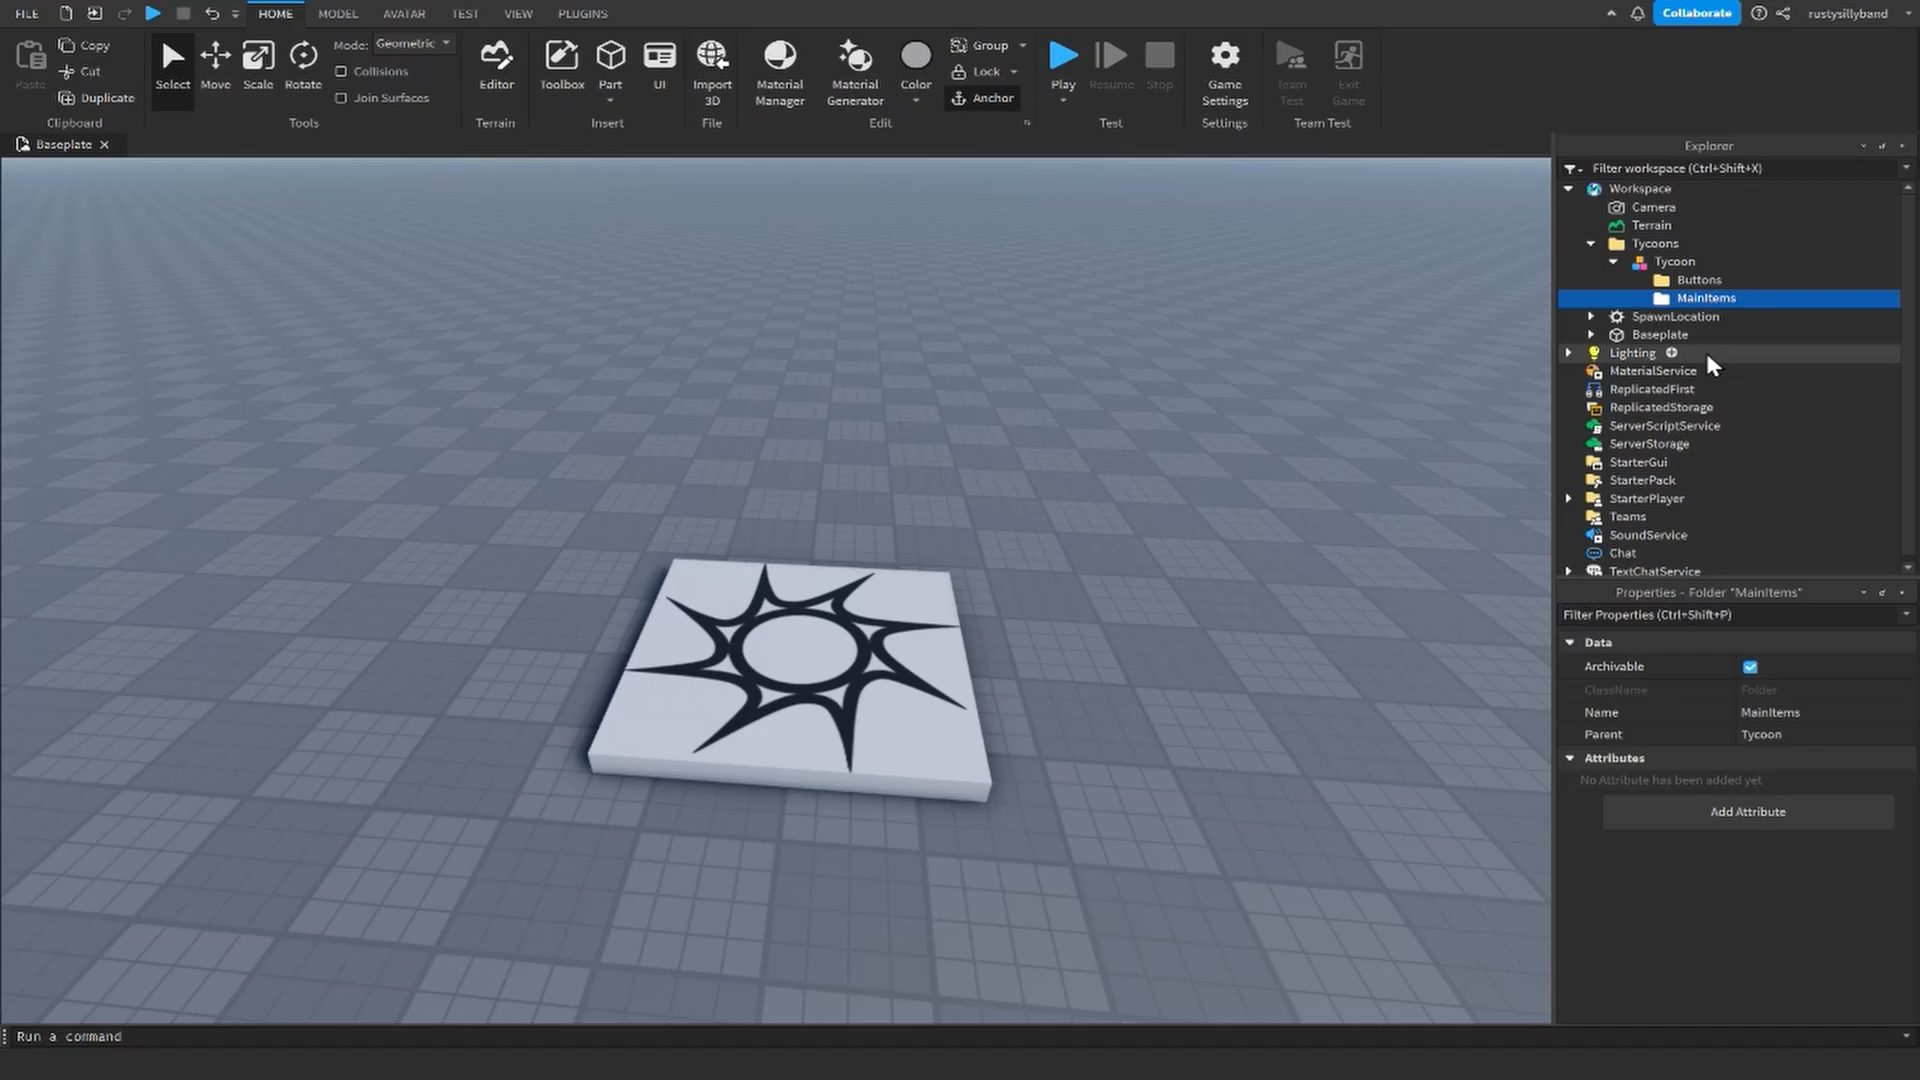 FILE HOME MODEL AVATAR TEST VIEW PLUGINS Collaborate rustysillyband
Paste Copy Cut Duplicate Clipboard
Select Move Scale Rotate Mode: Geometric Collisions Join Surfaces Tools
Editor Terrain
Toolbox Part UI Insert
Import 3D File
Material Manager Material Generator Color Group Lock Anchor Edit
Play Resume Stop Test
Game Settings Settings
Team Test Exit Game Team Test
Baseplate
Explorer
Filter workspace (Ctrl+Shift+X)
Workspace
Camera
Terrain
Tycoons
Tycoon
Buttons
MainItems
SpawnLocation
Baseplate
Lighting
MaterialService
ReplicatedFirst
ReplicatedStorage
ServerScriptService
ServerStorage
StarterGui
StarterPack
StarterPlayer
Teams
SoundService
Chat
TextChatService
Properties - Folder "MainItems"
Filter Properties (Ctrl+Shift+P)
Data
Archivable
ClassName Folder
Name MainItems
Parent Tycoon
Attributes
No Attribute has been added yet
Add Attribute
Run a command